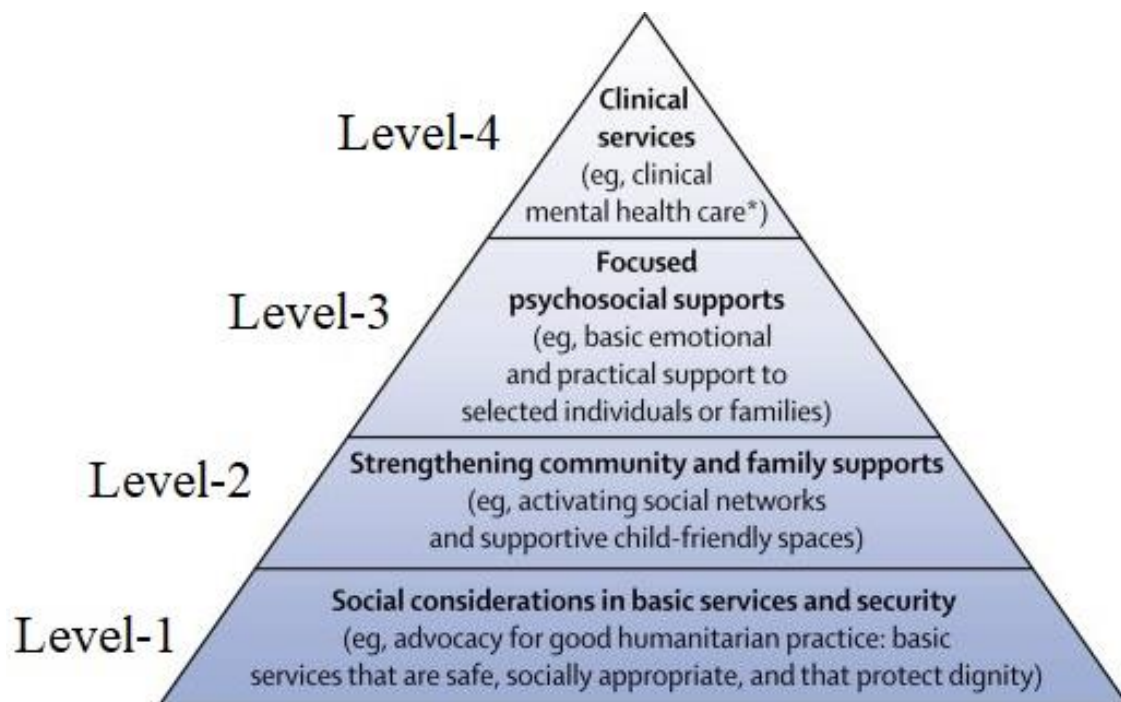 Level-4
Clinical
services
(eg, clinical
mental health care*)
Level-3
Focused
psychosocial supports
(eg, basic emotional
and practical support to
selected individuals or families)
Level-2
Strengthening community and family supports
(eg, activating social networks
and supportive child-friendly spaces)
Level-1
Social considerations in basic services and security
(eg, advocacy for good humanitarian practice: basic
services that are safe, socially appropriate, and that protect dignity)